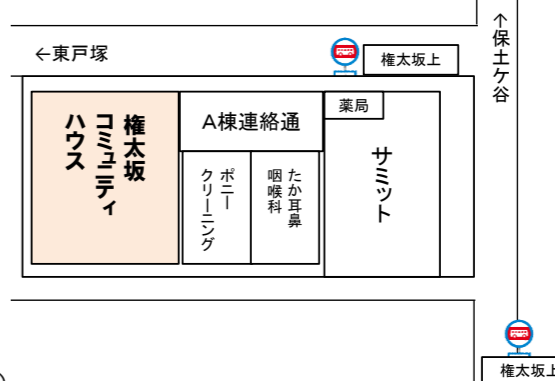 ←東戸塚
権太坂上
↑保土ケ谷
権太坂
コミュニティ
ハウス
A棟連絡通
薬局
サミット
たか耳鼻
咽喉科
ポニー
クリーニング
権太坂上